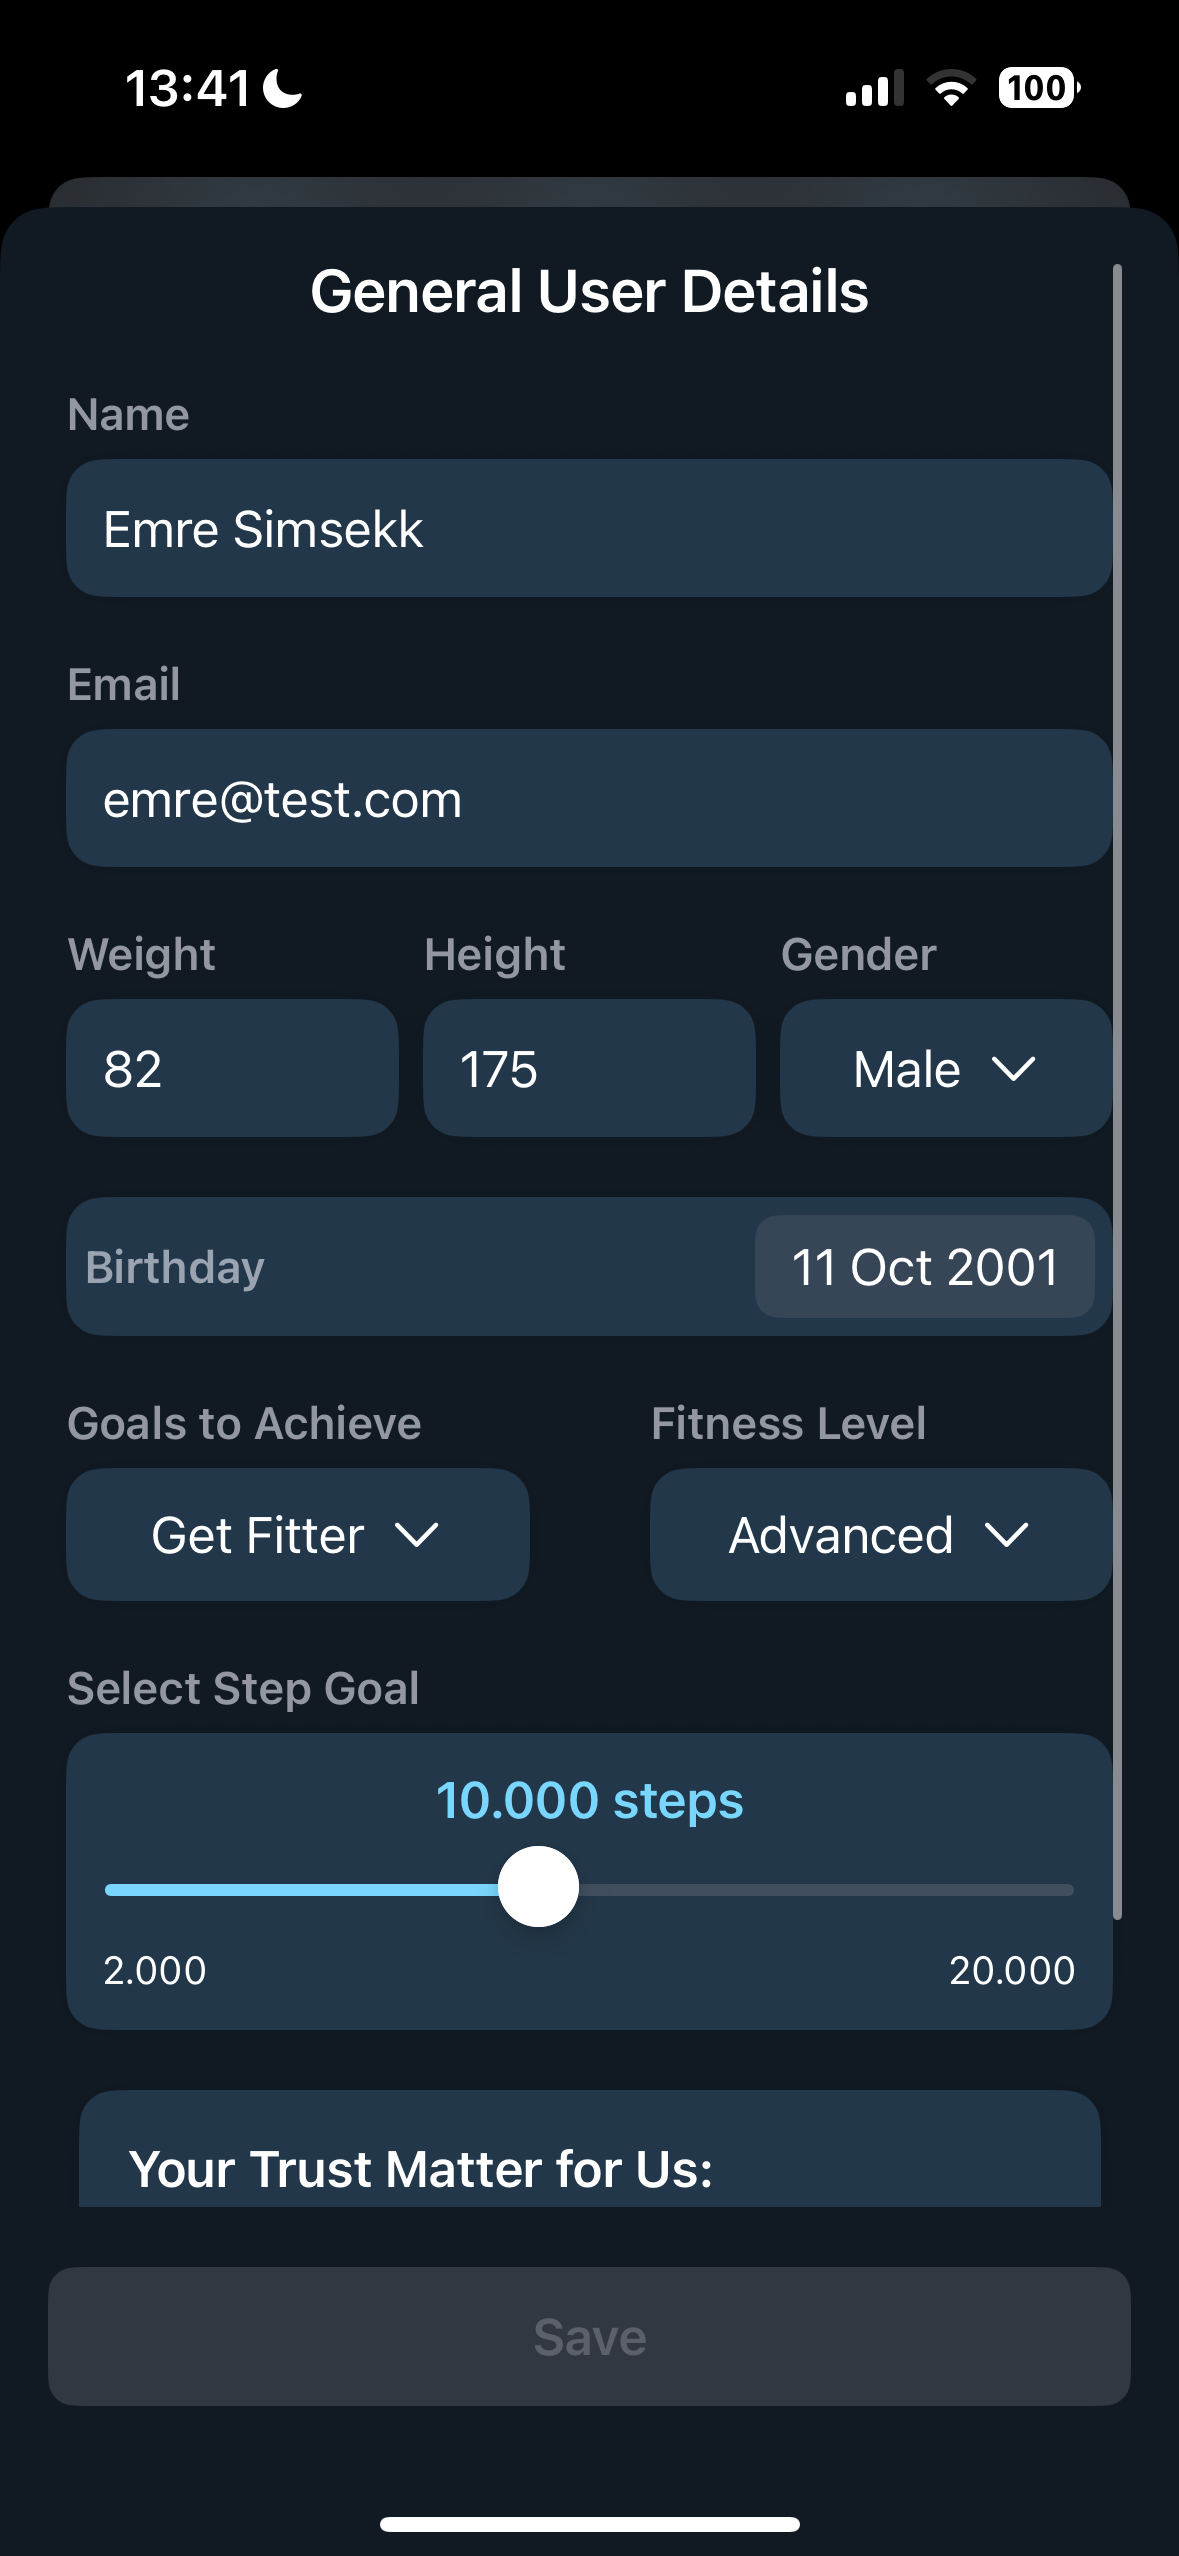 13:41
100
General User Details
Name
Emre Simsekk
Email
emre@test.com
Weight Height Gender
82 175 Male
Birthday 11 Oct 2001
Goals to Achieve Fitness Level
Get Fitter Advanced
Select Step Goal
10.000 steps
2.000 20.000
Your Trust Matter for Us:
Save